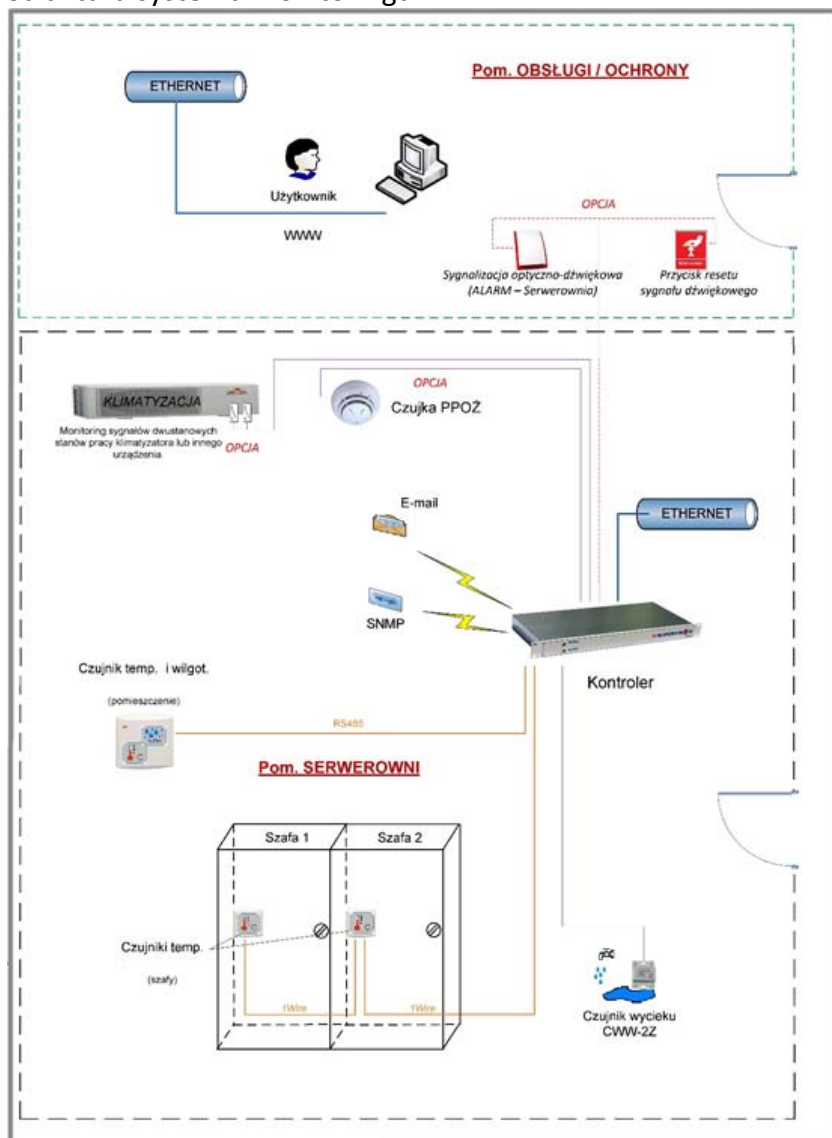 Pom. OBSŁUGI / OCHRONY
ETHERNET
Użytkownik
WWW
OPCJA
Sygnalizacja optyczno-dźwiękowa
(ALARM – Serwerownia)
Przycisk resetu
sygnału dźwiękowego
KLIMATYZACJA
Monitoring sygnałów dwustanowych
stanów pracy klimatyzatora lub innego
urządzenia.
OPCJA
OPCJA
Czujka PPOŻ
E-mail
ETHERNET
SNMP
Kontroler
Czujnik temp. i wilgot.
(pomieszczenie)
RS485
Pom. SERWEROWNI
Szafa 1
Szafa 2
Czujniki temp.
(szafy)
1Wire
1Wire
Czujnik wycieku
CWW-2Z